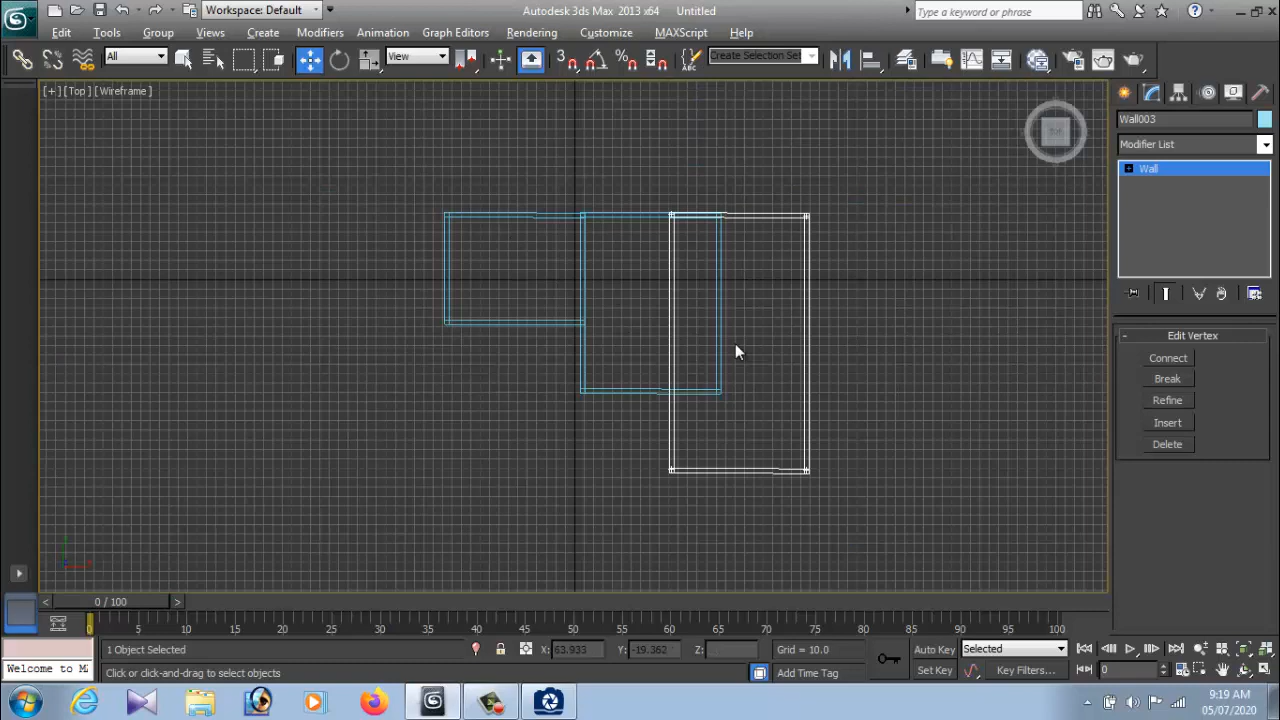 Workspace: Default
Autodesk 3ds Max 2013 x64
Untitled
Type a keyword or phrase
Edit Tools Group Views Create Modifiers Animation Graph Editors Rendering Customize MAXScript Help
All
View
Create Selection Se
[+] [Top] [Wireframe]
Wall003
Modifier List
Wall
Edit Vertex
Connect
Break
Refine
Insert
Delete
0 / 100
0 5 10 15 20 25 30 35 40 45 50 55 60 65 70 75 80 85 90 95 100
1 Object Selected
X: 63.933
Y: -19.362
Z:
Grid = 10.0
Auto Key
Selected
Welcome to M
Click or click-and-drag to select objects
Add Time Tag
Set Key
Key Filters...
0
9:19 AM
05/07/2020